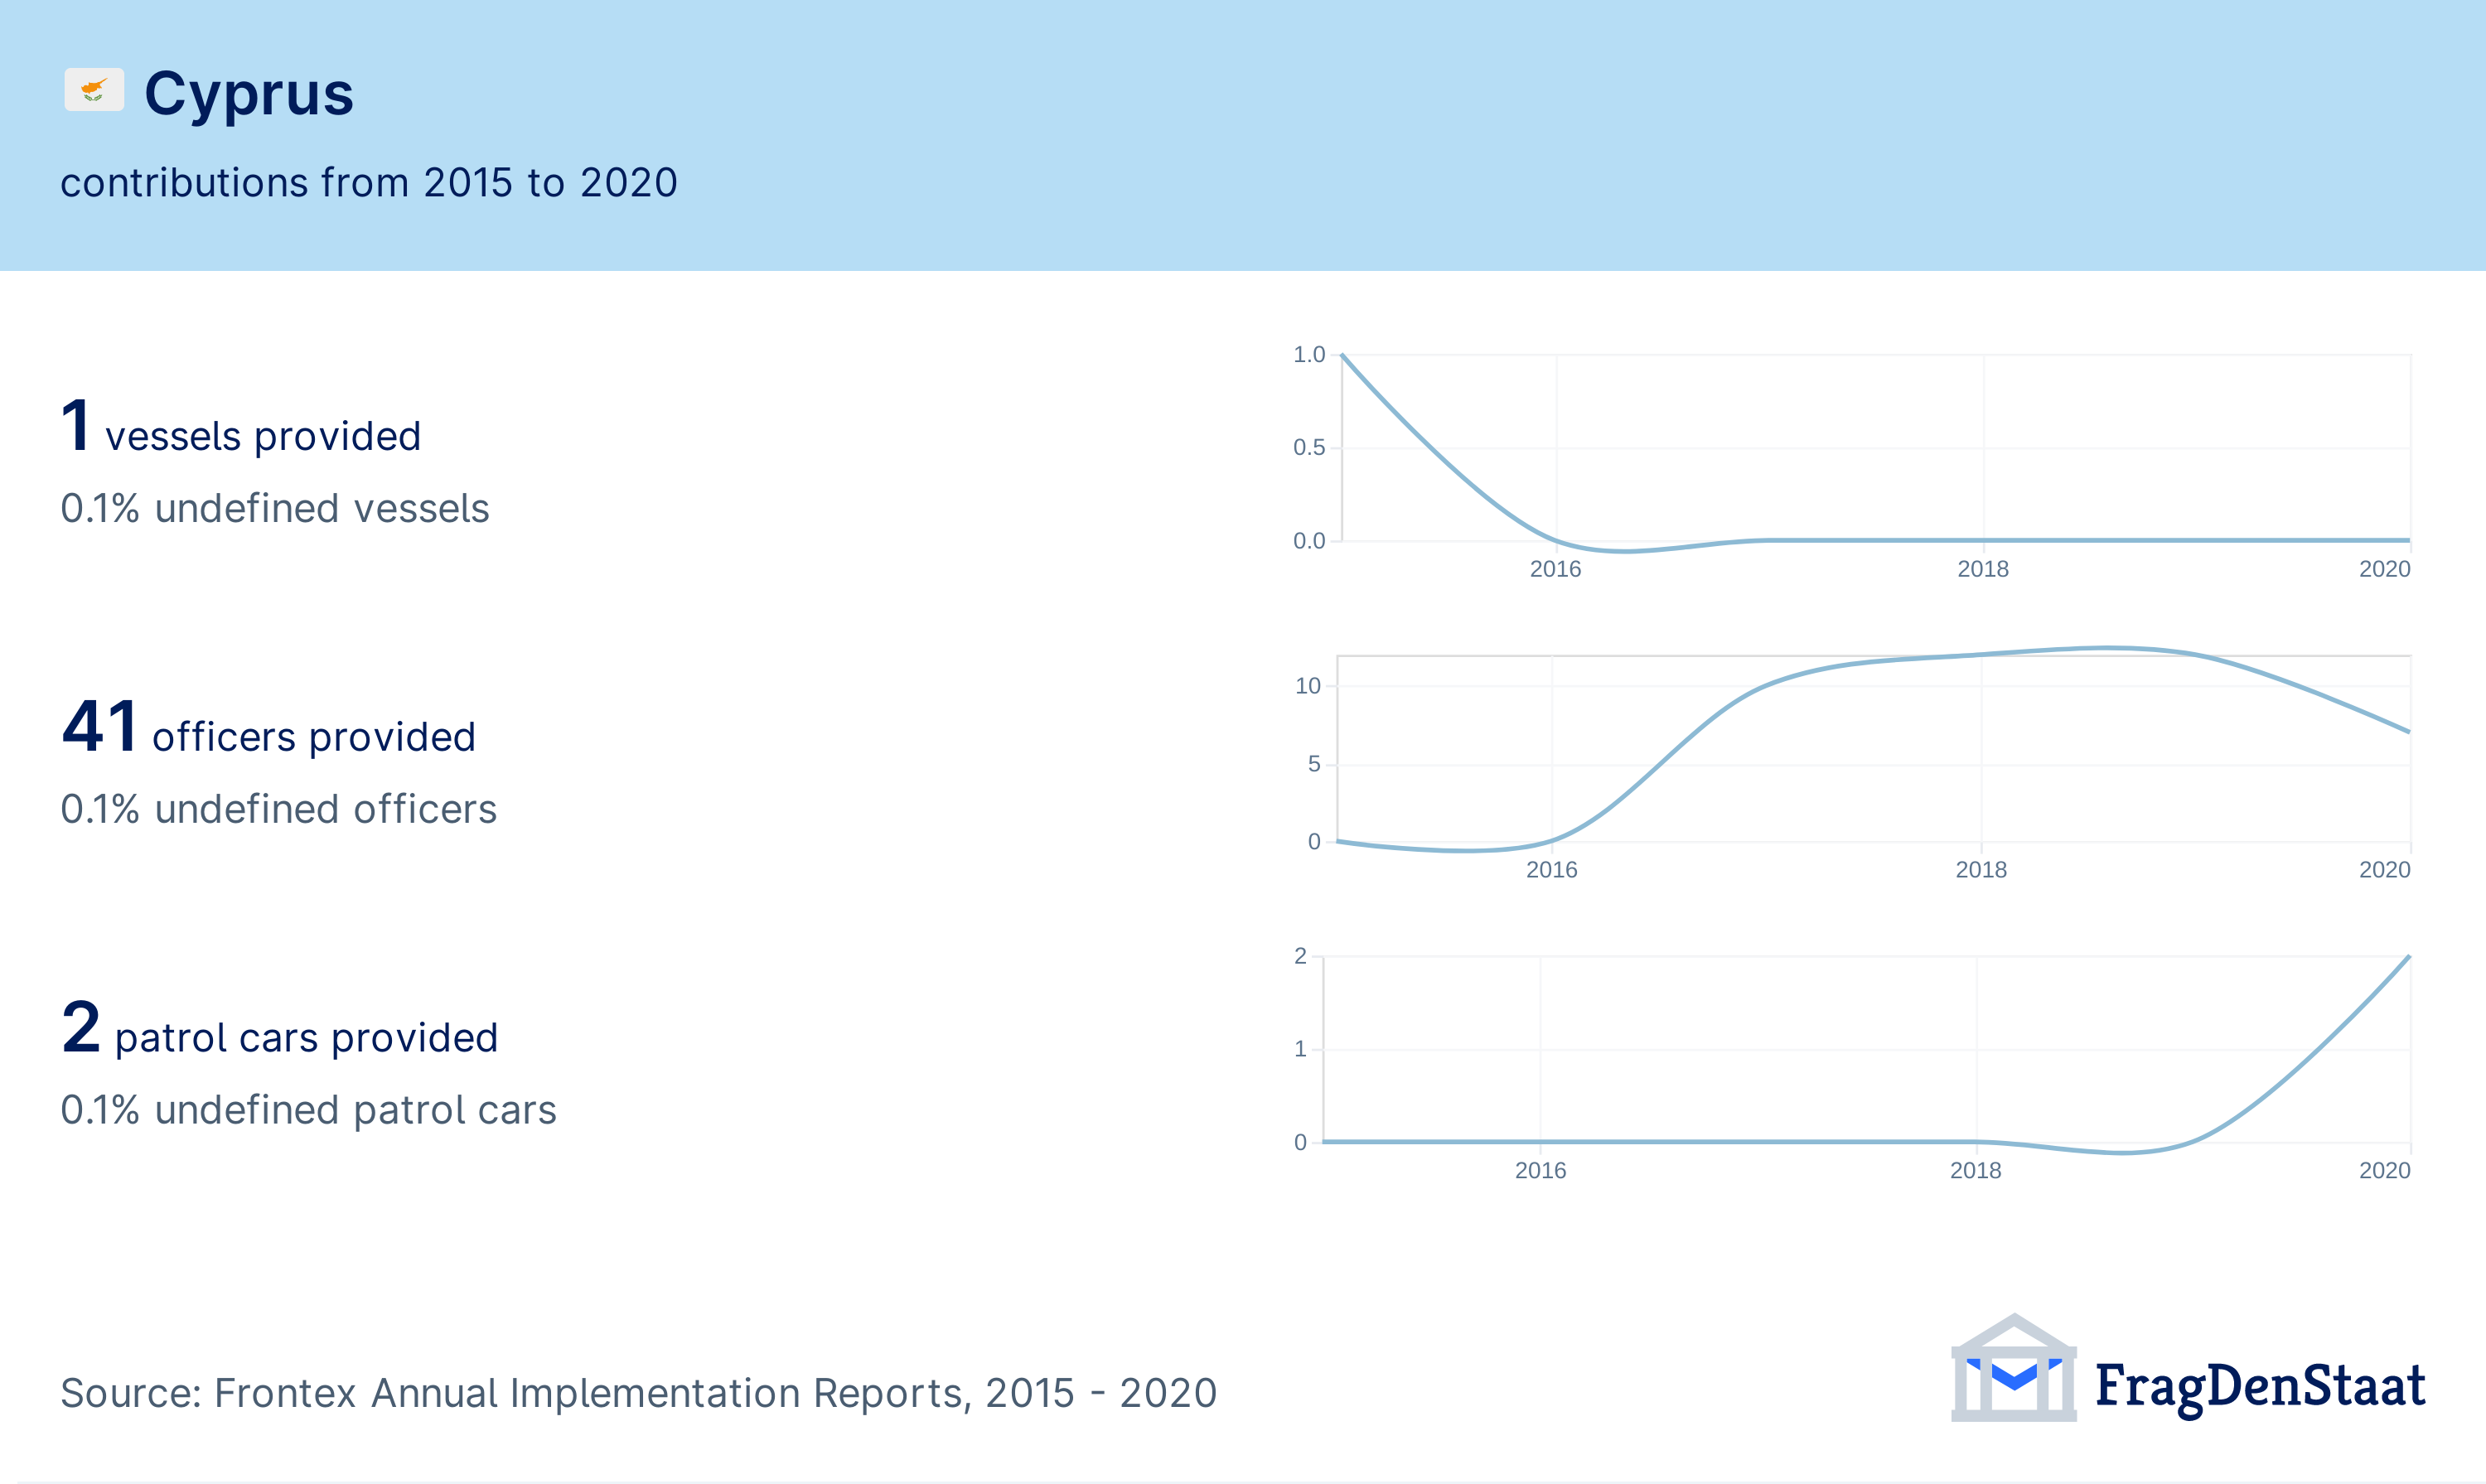 Cyprus
contributions from 2015 to 2020
1 vessels provided
0.1% undefined vessels
1.0
0.5
0.0
2016
2018
2020
41 officers provided
0.1% undefined officers
10
5
0
2016
2018
2020
2 patrol cars provided
0.1% undefined patrol cars
2
1
0
2016
2018
2020
Source: Frontex Annual Implementation Reports, 2015 - 2020
FragDenStaat